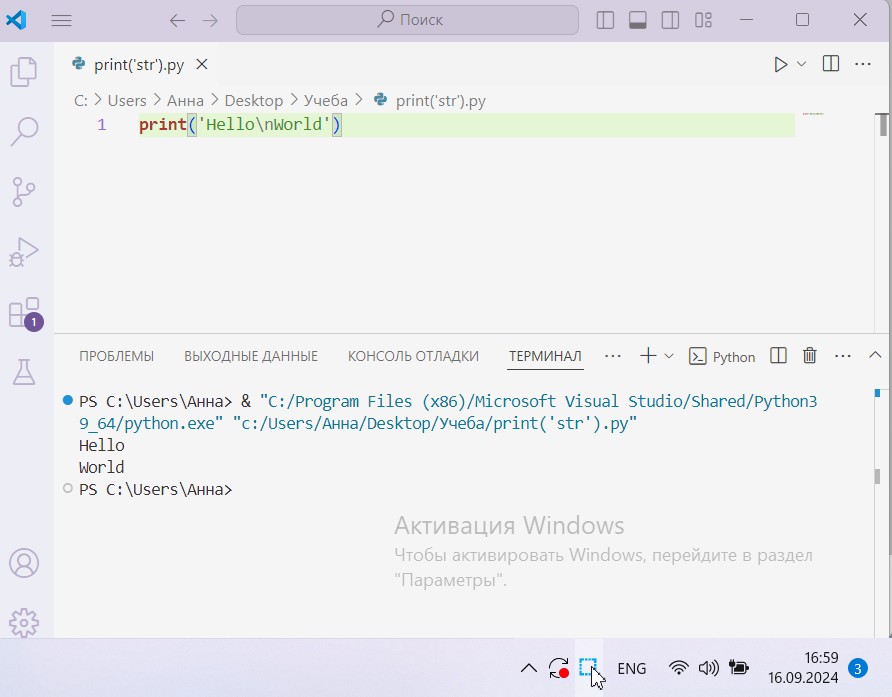 Поиск
print('str').py
C: > Users > Анна > Desktop > Учеба > print('str').py
1 print('Hello\nWorld')
1
ПРОБЛЕМЫ ВЫХОДНЫЕ ДАННЫЕ КОНСОЛЬ ОТЛАДКИ ТЕРМИНАЛ ... Python ...
PS C:\Users\Анна> & "C:/Program Files (x86)/Microsoft Visual Studio/Shared/Python3
9_64/python.exe" "c:/Users/Анна/Desktop/Учеба/print('str').py"
Hello
World
PS C:\Users\Анна>
Активация Windows
Чтобы активировать Windows, перейдите в раздел
"Параметры".
ENG
16:59
16.09.2024
3